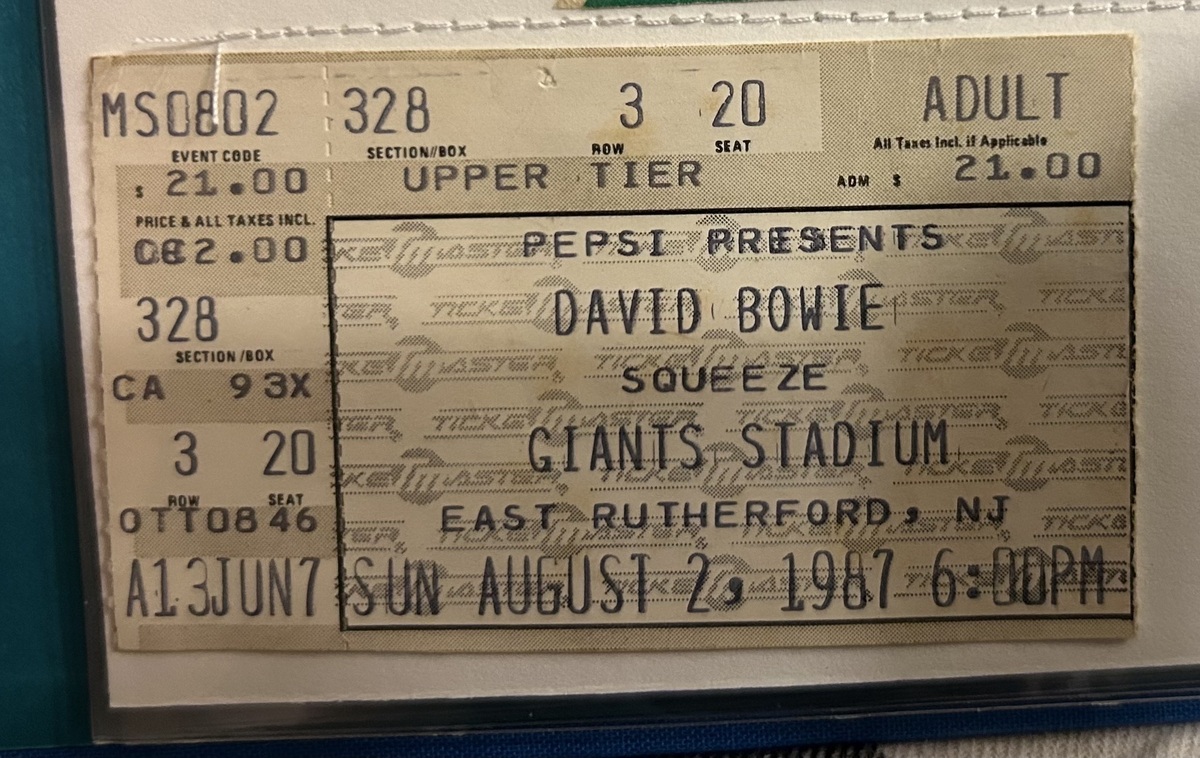 MS0802 328 3 20 ADULT
EVENT CODE SECTION/BOX ROW SEAT All Taxes Incl. if Applicable
$ 21.00 UPPER TIER ADM $ 21.00
PRICE & ALL TAXES INCL.
2.00
PEPSI PRESENTS
328
DAVID BOWIE
SECTION/BOX
CA 93X
SQUEEZE
3 20
GIANTS STADIUM
ROW SEAT
OTT0846
EAST RUTHERFORD, NJ
A13JUN7 SUN AUGUST 2, 1987 6:00PM